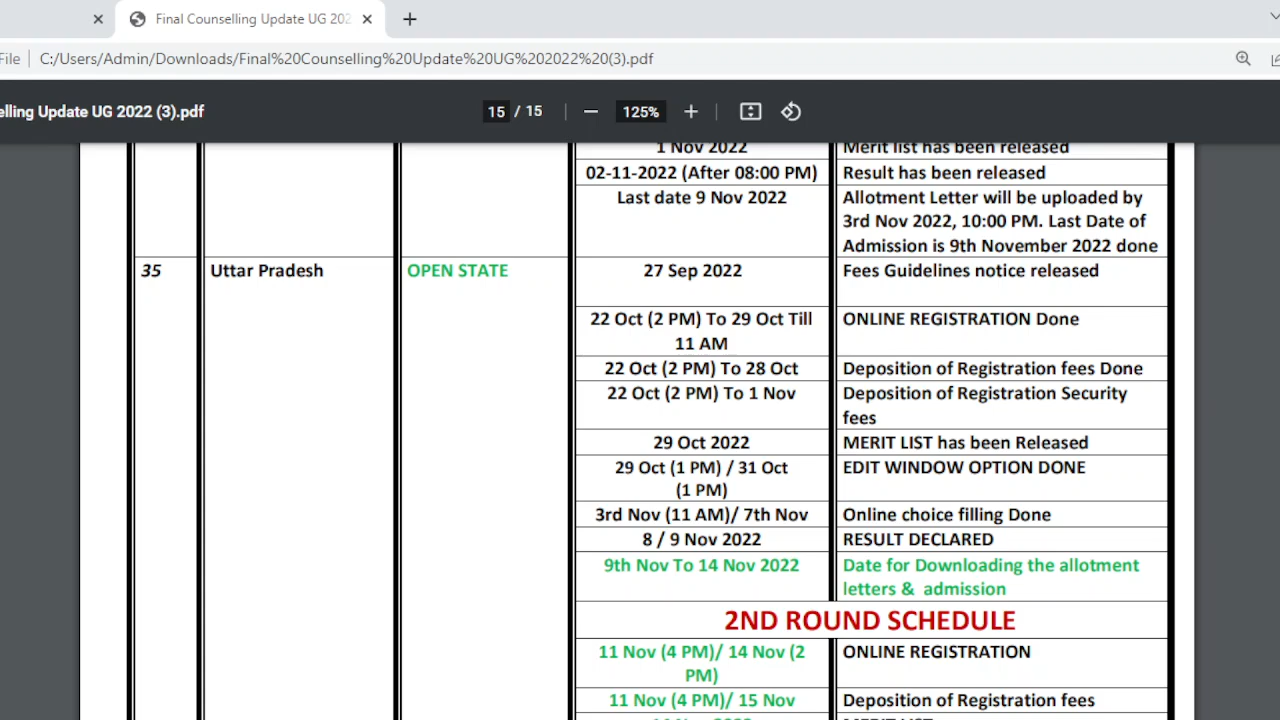 Final Counselling Update UG 202
File
C:/Users/Admin/Downloads/Final%20Counselling%20Update%20UG%202022%20(3).pdf
elling Update UG 2022 (3).pdf
15 / 15
125%
1 Nov 2022 Merit list has been released
02-11-2022 (After 08:00 PM) Result has been released
Last date 9 Nov 2022 Allotment Letter will be uploaded by
3rd Nov 2022, 10:00 PM. Last Date of
Admission is 9th November 2022 done
35 Uttar Pradesh OPEN STATE 27 Sep 2022 Fees Guidelines notice released
22 Oct (2 PM) To 29 Oct Till ONLINE REGISTRATION Done
11 AM
22 Oct (2 PM) To 28 Oct Deposition of Registration fees Done
22 Oct (2 PM) To 1 Nov Deposition of Registration Security
fees
29 Oct 2022 MERIT LIST has been Released
29 Oct (1 PM) / 31 Oct EDIT WINDOW OPTION DONE
(1 PM)
3rd Nov (11 AM)/ 7th Nov Online choice filling Done
8 / 9 Nov 2022 RESULT DECLARED
9th Nov To 14 Nov 2022 Date for Downloading the allotment
letters & admission
2ND ROUND SCHEDULE
11 Nov (4 PM)/ 14 Nov (2 ONLINE REGISTRATION
PM)
11 Nov (4 PM)/ 15 Nov Deposition of Registration fees